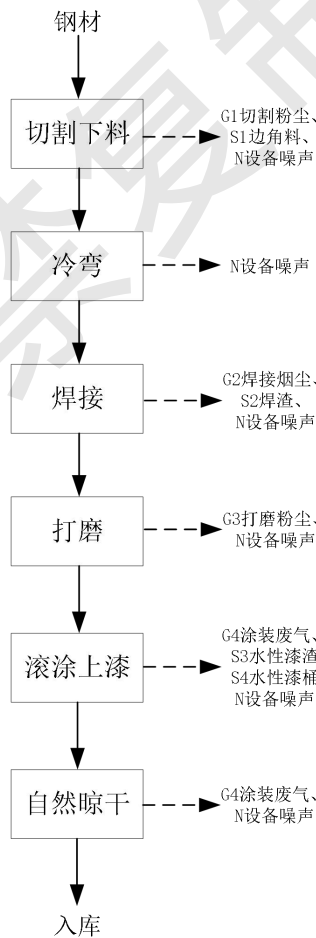 钢材
切割下料
G1切割粉尘、
S1边角料、
N设备噪声
冷弯
N设备噪声
焊接
G2焊接烟尘、
S2焊渣、
N设备噪声
打磨
G3打磨粉尘、
N设备噪声
滚涂上漆
G4涂装废气、
S3水性漆渣
S4水性漆桶
N设备噪声
自然晾干
G4涂装废气、
N设备噪声
入库
禁复制